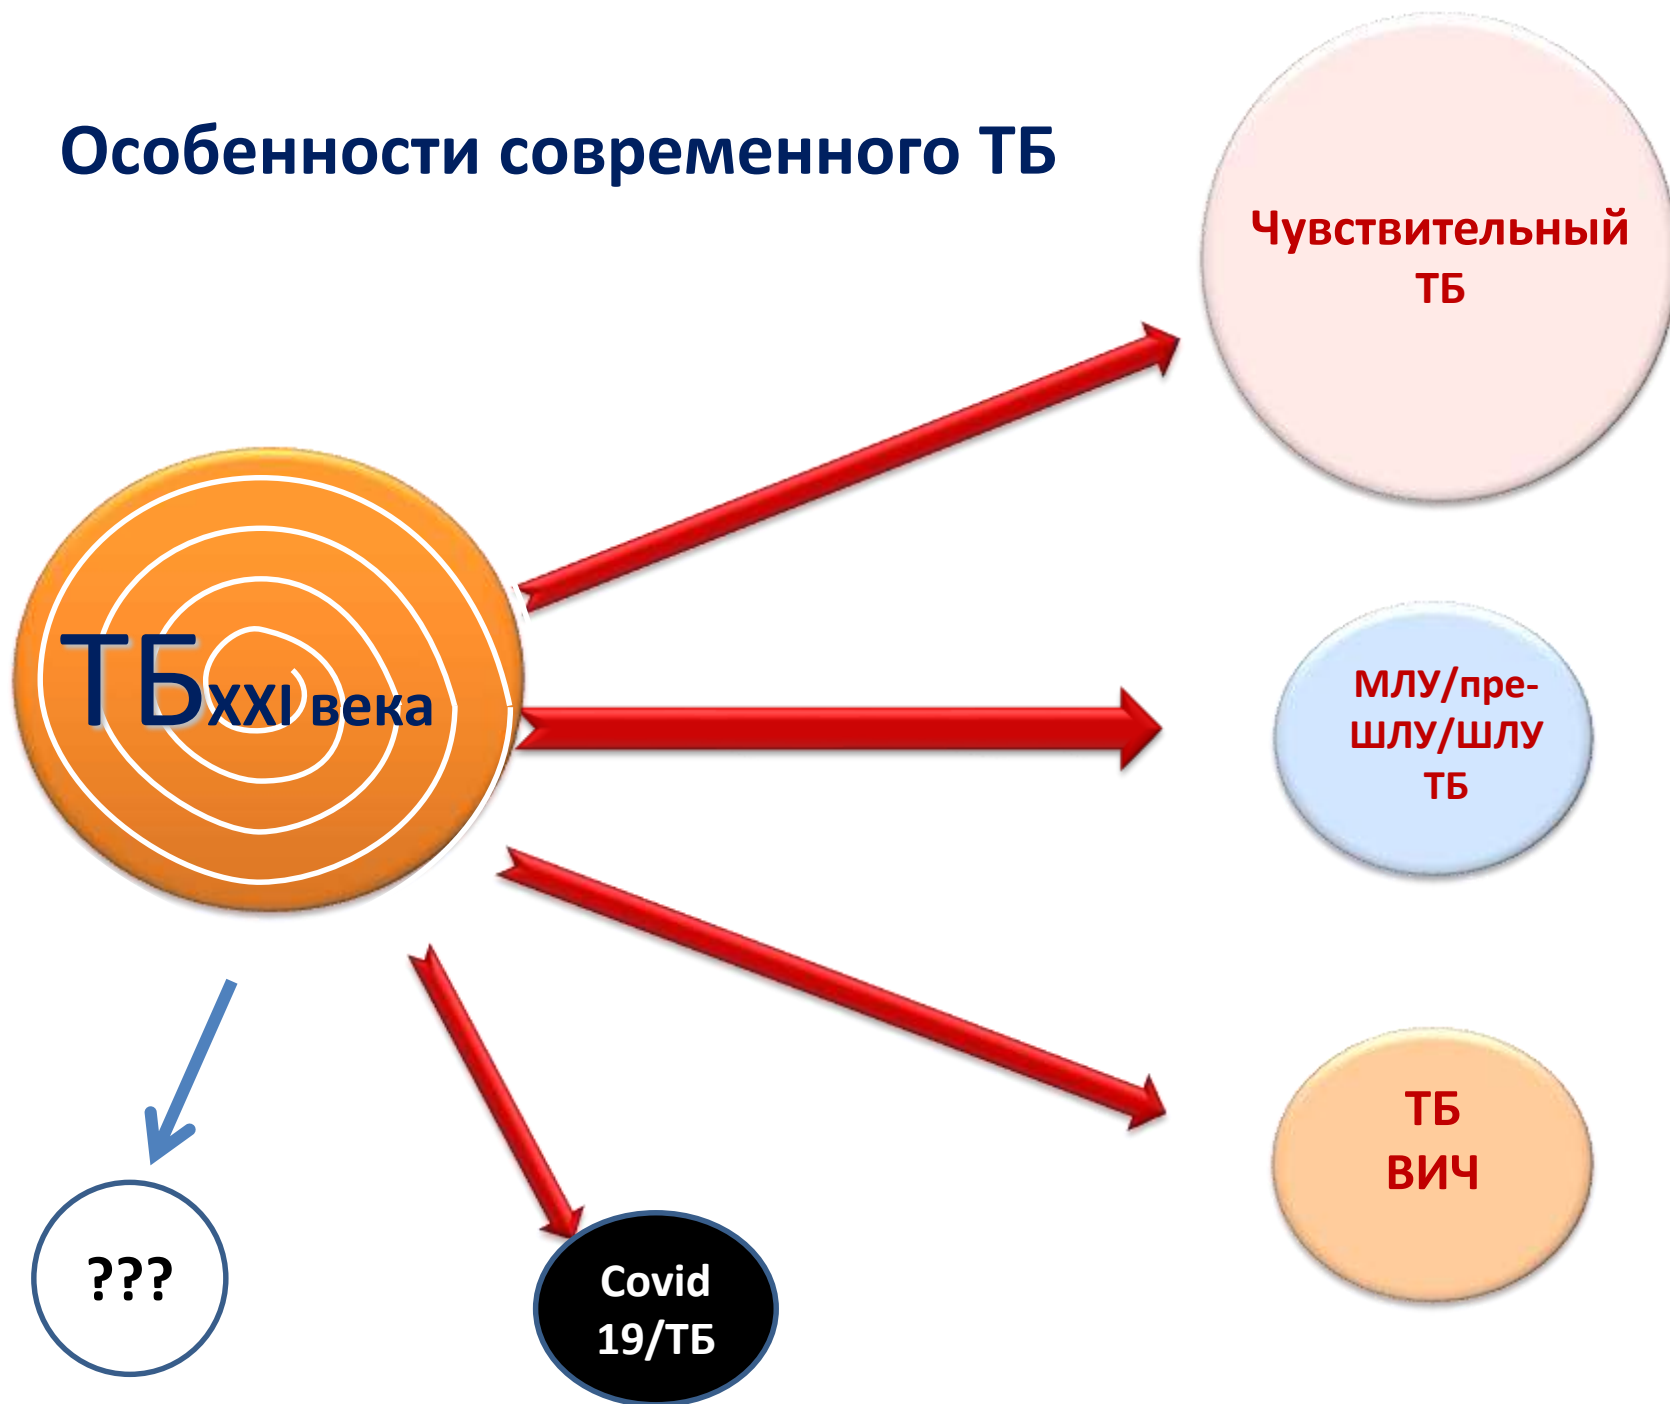 Особенности современного ТБ
Чувствительный
ТБ
ТБXXI века
МЛУ/пре-
ШЛУ/ШЛУ
ТБ
ТБ
ВИЧ
???
Covid
19/ТБ